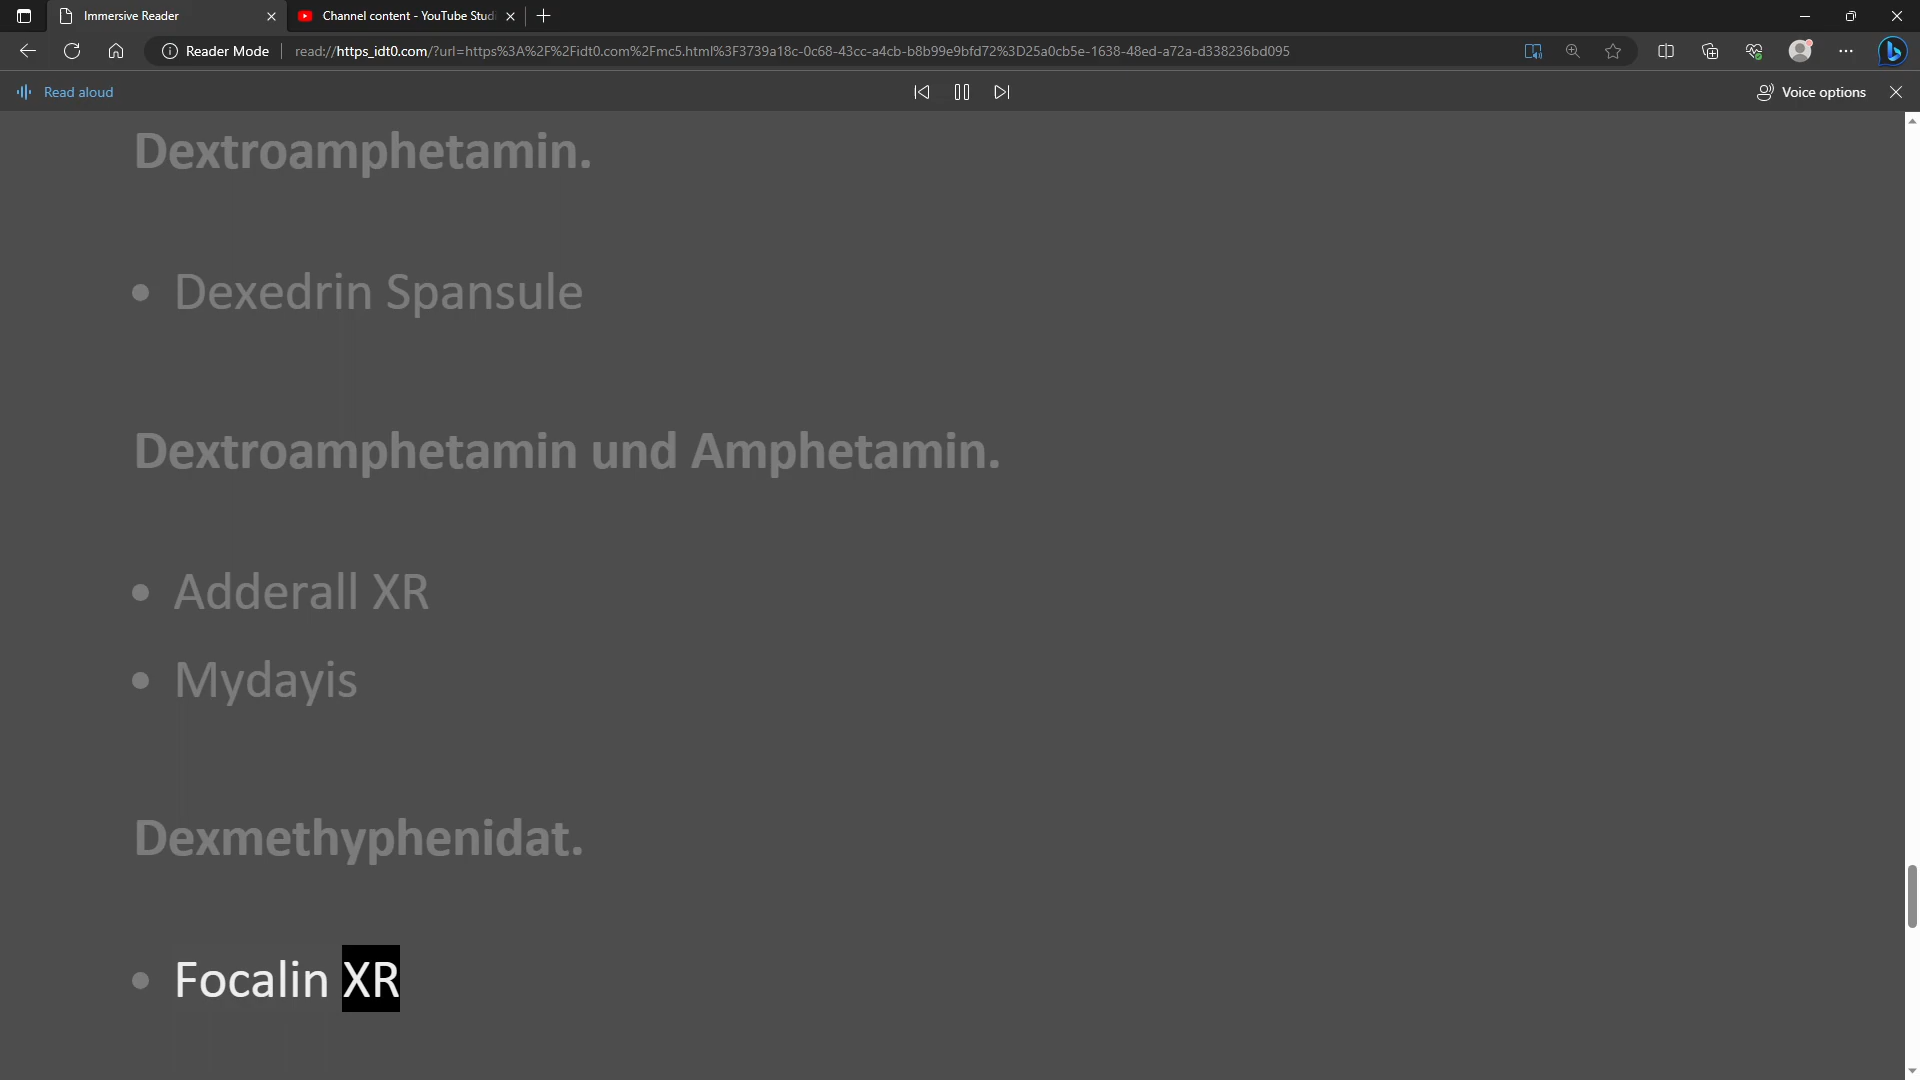 Immersive Reader
Channel content - YouTube Studi
Reader Mode
read://https_idt0.com/?url=https%3A%2F%2Fidt0.com%2Fmc5.html%3F3739a18c-0c68-43cc-a4cb-b8b99e9bfd72%3D25a0cb5e-1638-48ed-a72a-d338236bd095
Read aloud
Voice options
Dextroamphetamin.
• Dexedrin Spansule
Dextroamphetamin und Amphetamin.
• Adderall XR
• Mydayis
Dexmethyphenidat.
• Focalin XR